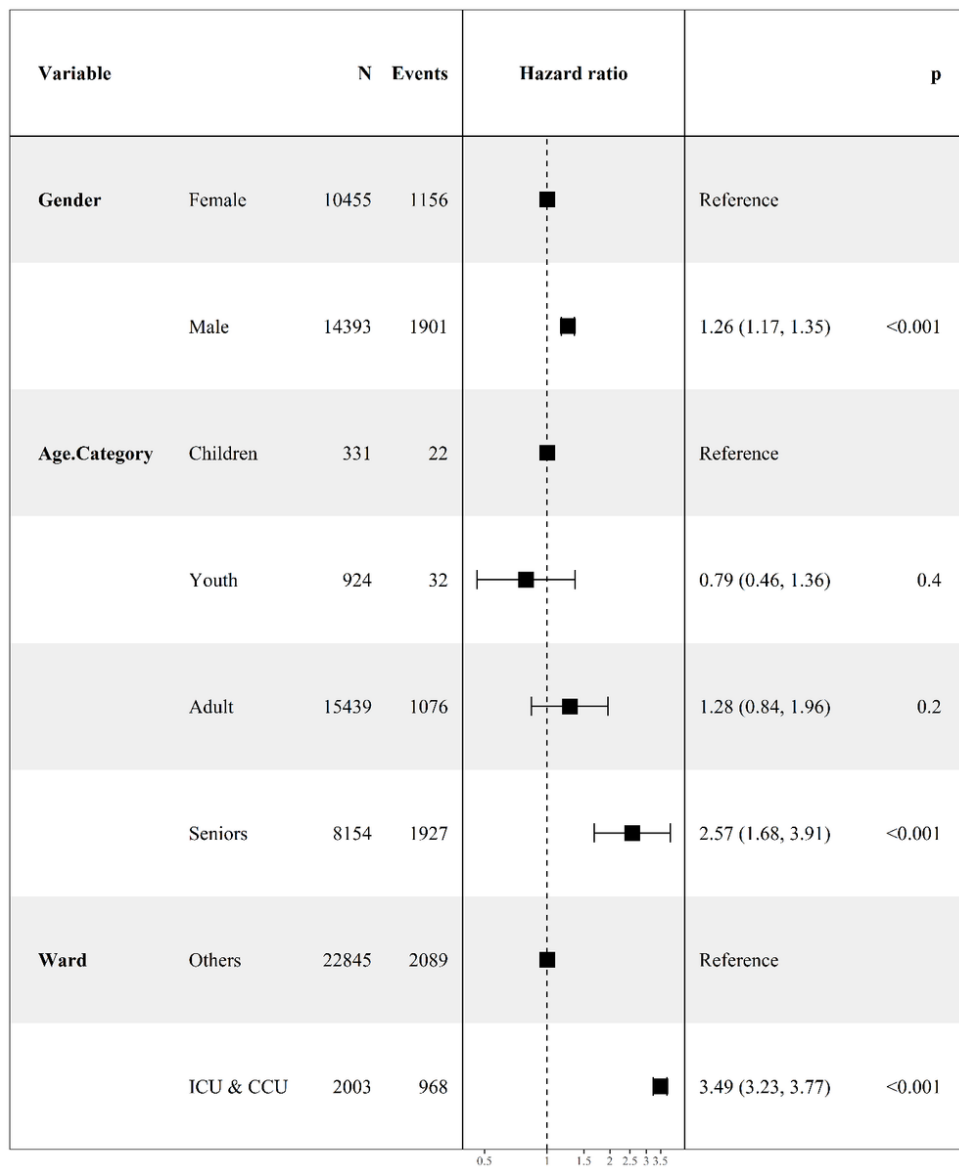 Variable N Events Hazard ratio p
Gender Female 10455 1156 Reference
Male 14393 1901 1.26 (1.17, 1.35) <0.001
Age.Category Children 331 22 Reference
Youth 924 32 0.79 (0.46, 1.36) 0.4
Adult 15439 1076 1.28 (0.84, 1.96) 0.2
Seniors 8154 1927 2.57 (1.68, 3.91) <0.001
Ward Others 22845 2089 Reference
ICU & CCU 2003 968 3.49 (3.23, 3.77) <0.001
0.5 1 1.5 2 2.5 3 3.5